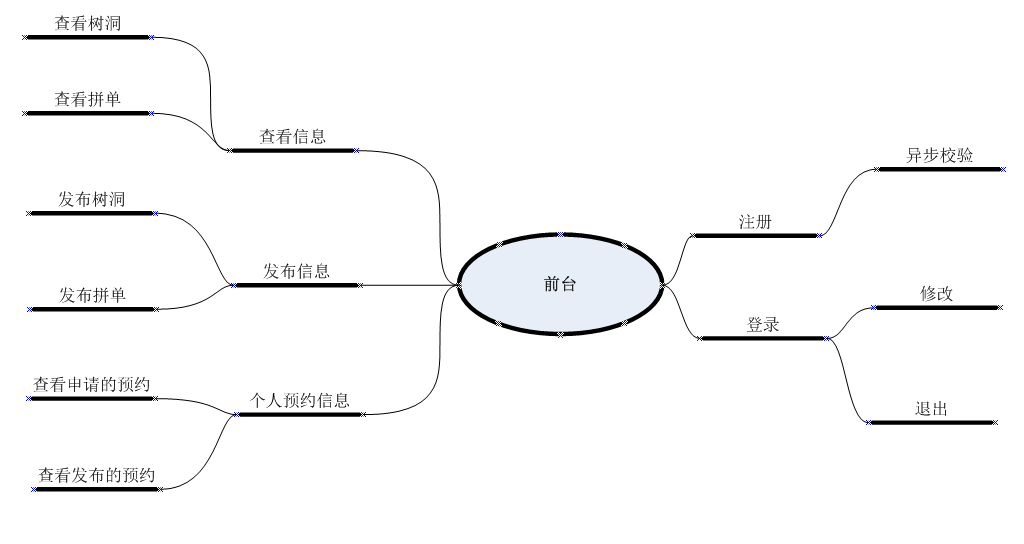 查看树洞
查看拼单
查看信息
发布树洞
发布信息
发布拼单
查看申请的预约
个人预约信息
查看发布的预约
前台
注册
异步校验
登录
修改
退出